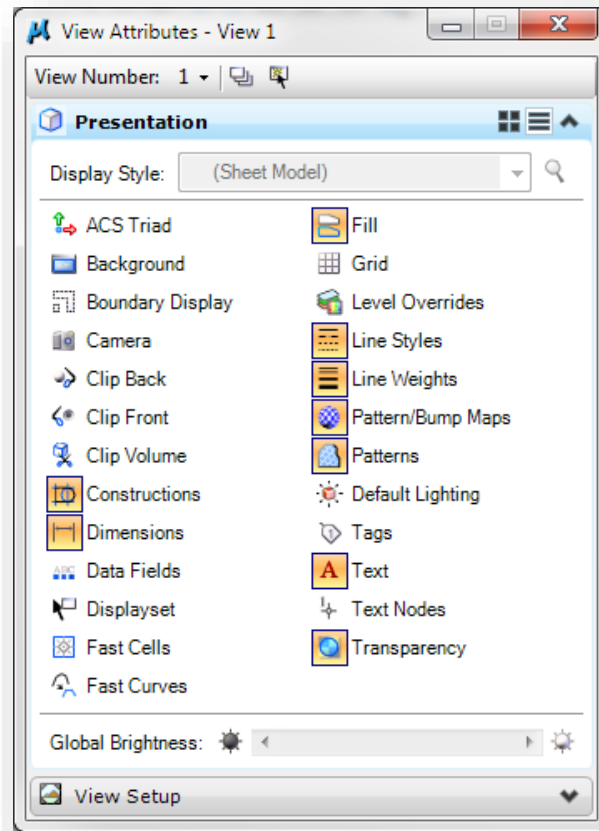 View Attributes - View 1
View Number: 1
Presentation
Display Style: (Sheet Model)
ACS Triad
Background
Boundary Display
Camera
Clip Back
Clip Front
Clip Volume
Constructions
Dimensions
ABC Data Fields
Displayset
Fast Cells
Fast Curves
Fill
Grid
Level Overrides
Line Styles
Line Weights
Pattern/Bump Maps
Patterns
Default Lighting
1 Tags
A Text
Text Nodes
Transparency
Global Brightness:
View Setup